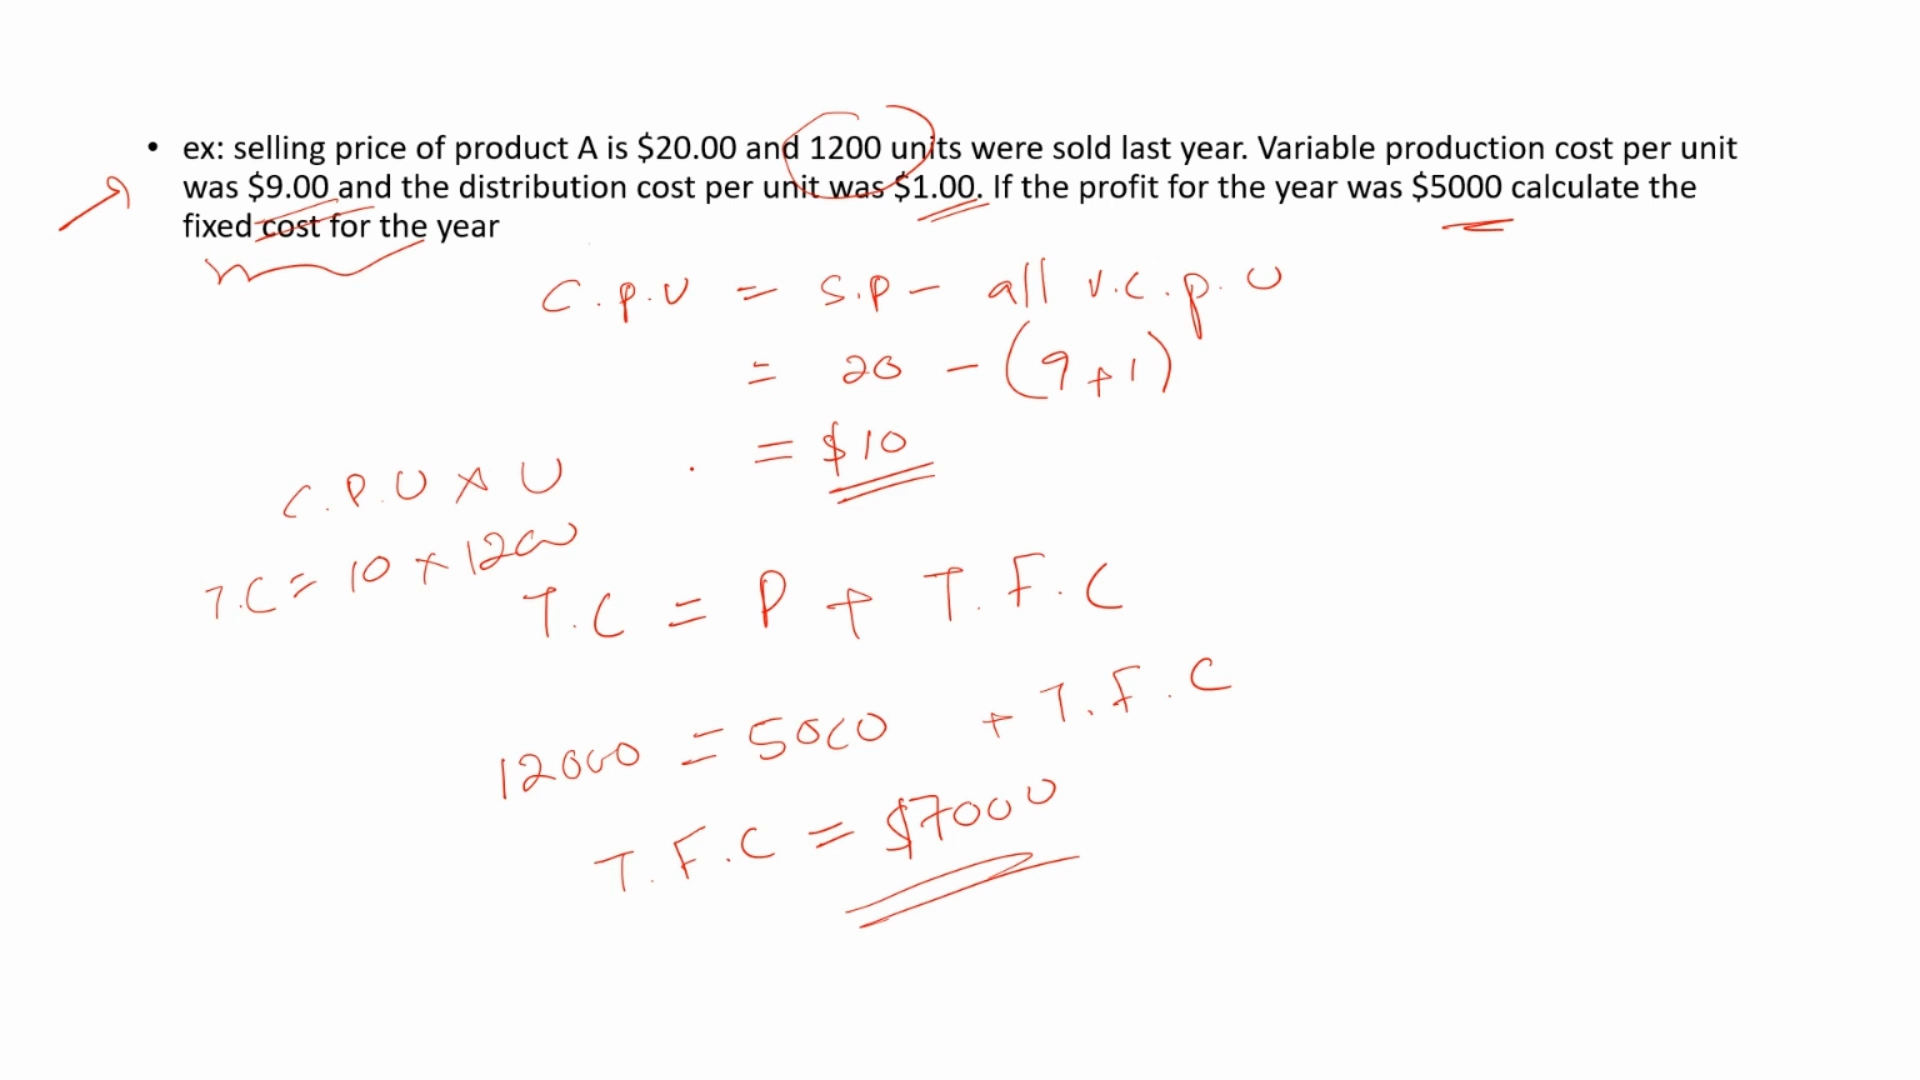 • ex: selling price of product A is $20.00 and 1200 units were sold last year. Variable production cost per unit
was $9.00 and the distribution cost per unit was $1.00. If the profit for the year was $5000 calculate the
fixed cost for the year
C.P.U = S.P - all V.C.P.U
= 20 - (9+1)
= $10
C.P.U × U
T.C = 10 × 1200
T.C = P + T.F.C
12000 = 5000 + T.F.C
T.F.C = $7000